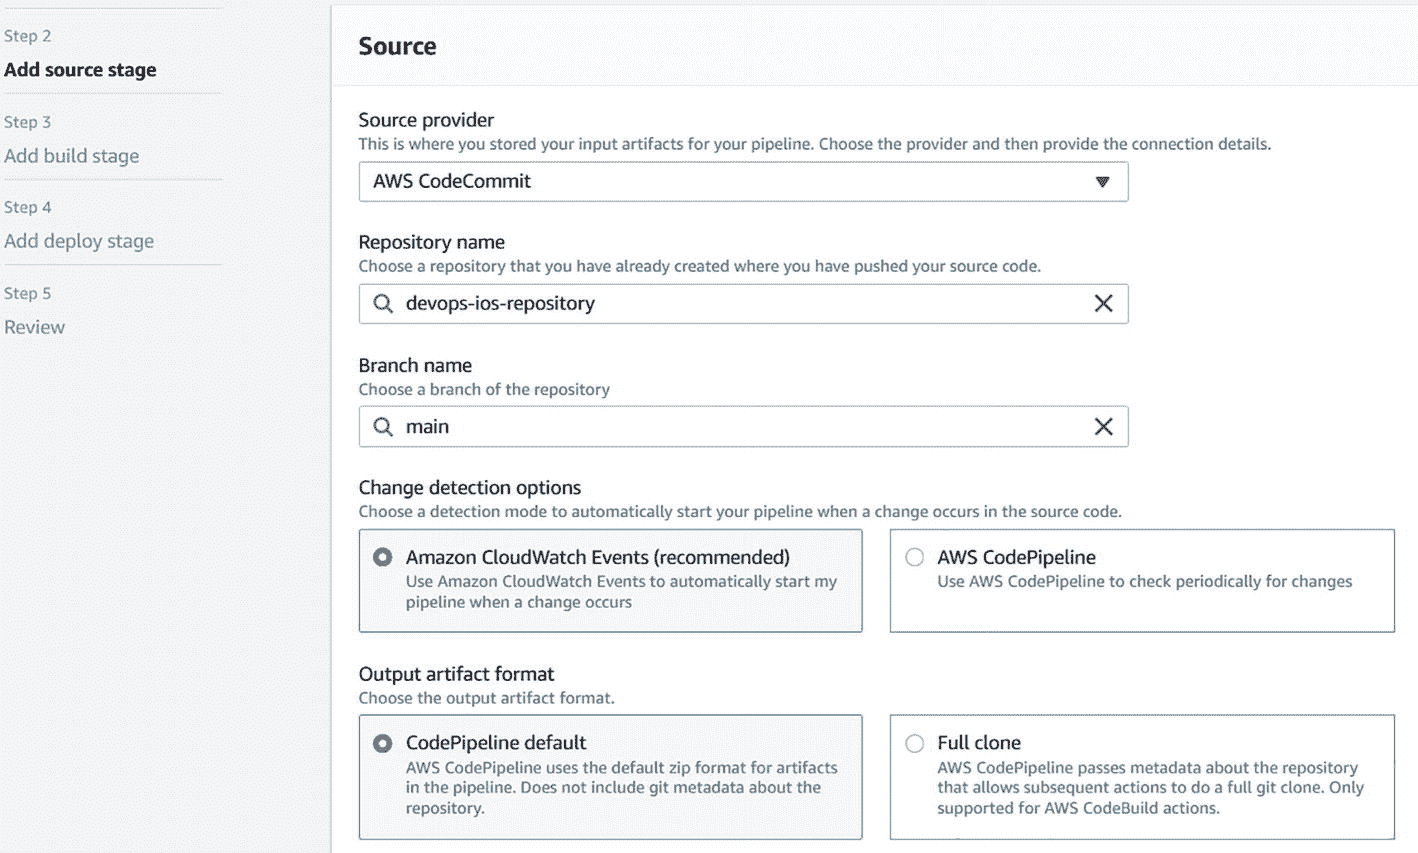 Step 2
Add source stage
Step 3
Add build stage
Step 4
Add deploy stage
Step 5
Review
Source
Source provider
This is where you stored your input artifacts for your pipeline. Choose the provider and then provide the connection details.
AWS CodeCommit
Repository name
Choose a repository that you have already created where you have pushed your source code.
devops-ios-repository
Branch name
Choose a branch of the repository
main
Change detection options
Choose a detection mode to automatically start your pipeline when a change occurs in the source code.
Amazon CloudWatch Events (recommended)
Use Amazon CloudWatch Events to automatically start my
pipeline when a change occurs
AWS CodePipeline
Use AWS CodePipeline to check periodically for changes
Output artifact format
Choose the output artifact format.
CodePipeline default
AWS CodePipeline uses the default zip format for artifacts
in the pipeline. Does not include git metadata about the
repository.
Full clone
AWS CodePipeline passes metadata about the repository
that allows subsequent actions to do a full git clone. Only
supported for AWS CodeBuild actions.